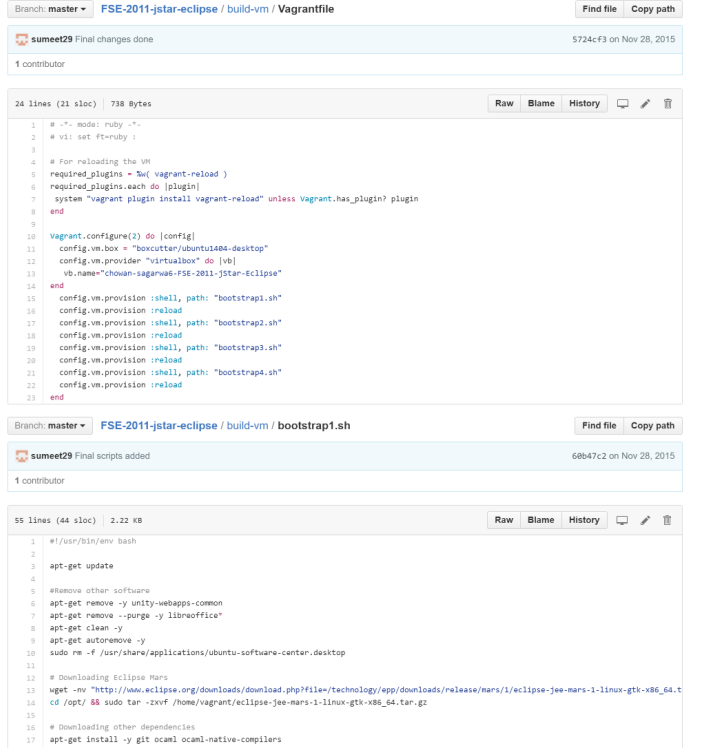 Branch: master FSE-2011-jstar-eclipse / build-vm / Vagrantfile Find file Copy path
sumeet29 Final changes done 5724cf3 on Nov 28, 2015
1 contributor
24 lines (21 sloc) 738 Bytes Raw Blame History
1 # -*- mode: ruby -*-
2 # vi: set ft=ruby :
3
4 # For reloading the VM
5 required_plugins = %w( vagrant-reload )
6 required_plugins.each do |plugin|
7 system "vagrant plugin install vagrant-reload" unless Vagrant.has_plugin? plugin
8 end
9
10 Vagrant.configure(2) do |config|
11 config.vm.box = "boxcutter/ubuntu1404-desktop"
12 config.vm.provider "virtualbox" do |vb|
13 vb.name="chowan-sagarwa6-FSE-2011-jStar-Eclipse"
14 end
15 config.vm.provision :shell, path: "bootstrap1.sh"
16 config.vm.provision :reload
17 config.vm.provision :shell, path: "bootstrap2.sh"
18 config.vm.provision :reload
19 config.vm.provision :shell, path: "bootstrap3.sh"
20 config.vm.provision :reload
21 config.vm.provision :shell, path: "bootstrap4.sh"
22 config.vm.provision :reload
23 end
Branch: master FSE-2011-jstar-eclipse / build-vm / bootstrap1.sh Find file Copy path
sumeet29 Final scripts added 60b47c2 on Nov 28, 2015
1 contributor
55 lines (44 sloc) 2.22 KB Raw Blame History
1 #!/usr/bin/env bash
2
3 apt-get update
4
5 #Remove other software
6 apt-get remove -y unity-webapps-common
7 apt-get remove --purge -y libreoffice*
8 apt-get clean -y
9 apt-get autoremove -y
10 sudo rm -f /usr/share/applications/ubuntu-software-center.desktop
11
12 # Downloading Eclipse Mars
13 wget -nv "http://www.eclipse.org/downloads/download.php?file=/technology/epp/downloads/release/mars/1/eclipse-jee-mars-1-linux-gtk-x86_64.t
14 cd /opt/ && sudo tar -zxvf /home/vagrant/eclipse-jee-mars-1-linux-gtk-x86_64.tar.gz
15
16 # Downloading other dependencies
17 apt-get install -y git ocaml ocaml-native-compilers